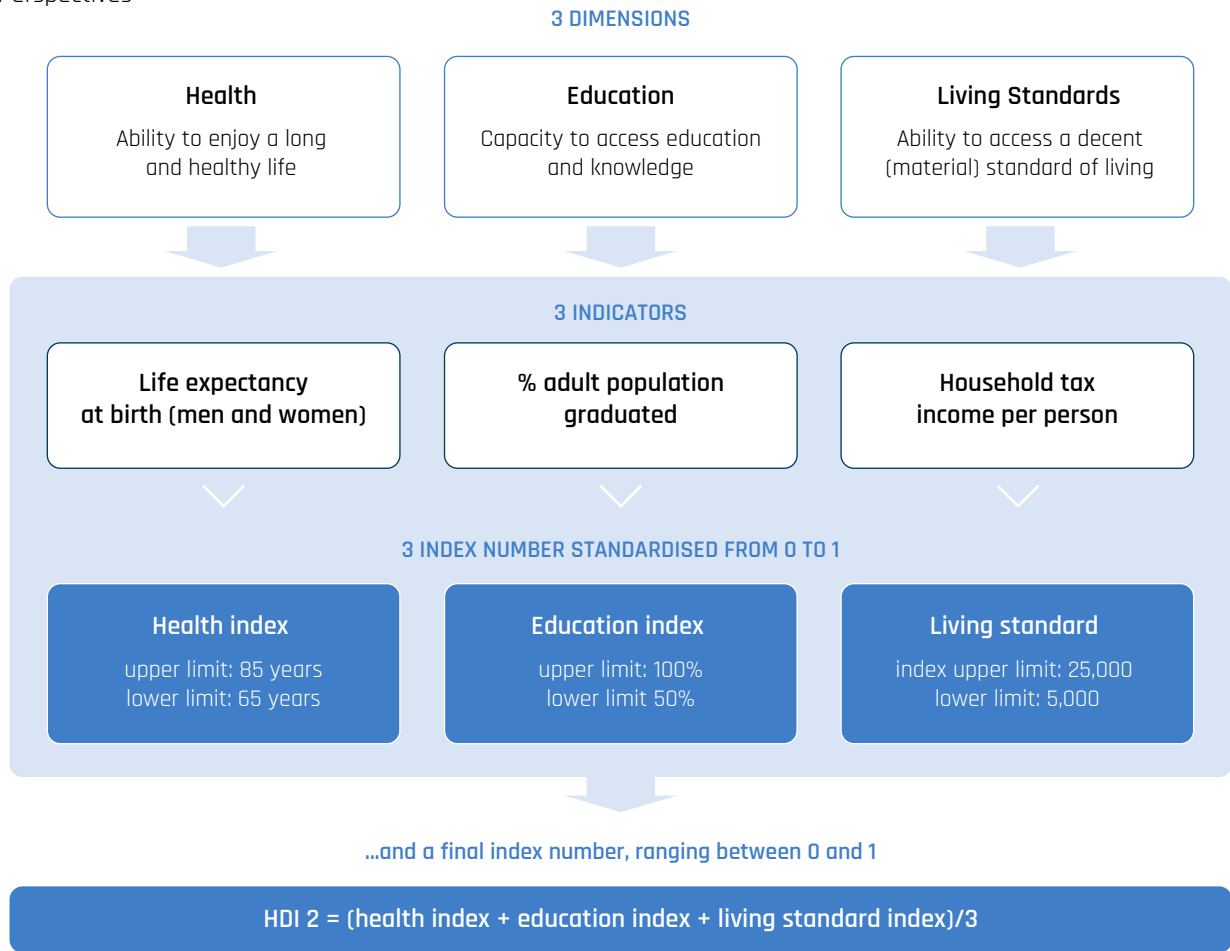 Perspectives
3 DIMENSIONS
Health
Ability to enjoy a long
and healthy life
Education
Capacity to access education
and knowledge
Living Standards
Ability to access a decent
(material) standard of living
3 INDICATORS
Life expectancy
at birth (men and women)
% adult population
graduated
Household tax
income per person
3 INDEX NUMBER STANDARDISED FROM 0 TO 1
Health index
upper limit: 85 years
lower limit: 65 years
Education index
upper limit: 100%
lower limit 50%
Living standard
index upper limit: 25,000
lower limit: 5,000
...and a final index number, ranging between 0 and 1
HDI 2 = (health index + education index + living standard index)/3